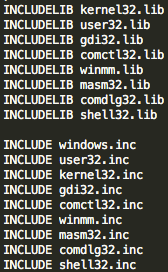 INCLUDELIB kernel32.lib
INCLUDELIB user32.lib
INCLUDELIB gdi32.lib
INCLUDELIB comctl32.lib
INCLUDELIB winmm.lib
INCLUDELIB masm32.lib
INCLUDELIB comdlg32.lib
INCLUDELIB shell32.lib
INCLUDE windows.inc
INCLUDE user32.inc
INCLUDE kernel32.inc
INCLUDE gdi32.inc
INCLUDE comctl32.inc
INCLUDE winmm.inc
INCLUDE masm32.inc
INCLUDE comdlg32.inc
INCLUDE shell32.inc